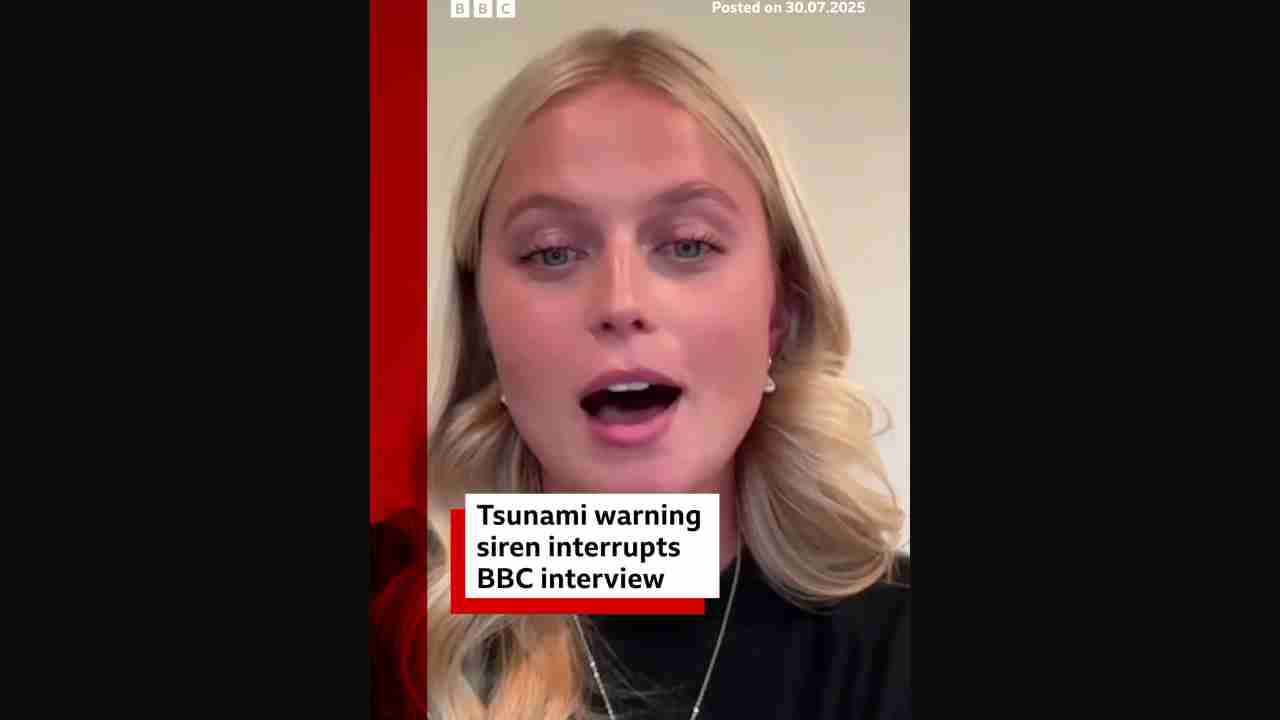 BBC
Posted on 30.07.2025
Tsunami warning
siren interrupts
BBC interview